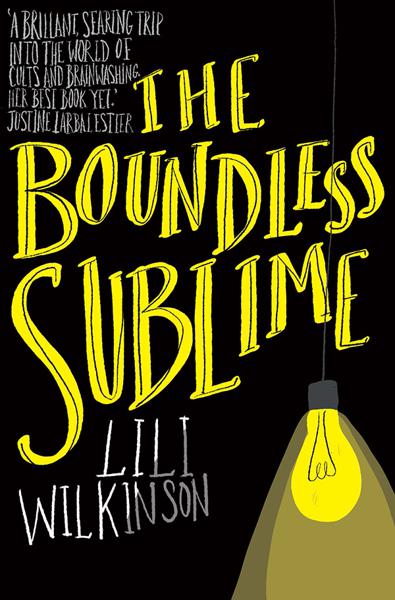 'A BRILLIANT, SEARING TRIP
INTO THE WORLD OF
CULTS AND BRAINWASHING.
HER BEST BOOK YET.'
JUSTINE LARBALESTIER
THE
BOUNDLESS
SUBLIME
LILI
WILKINSON